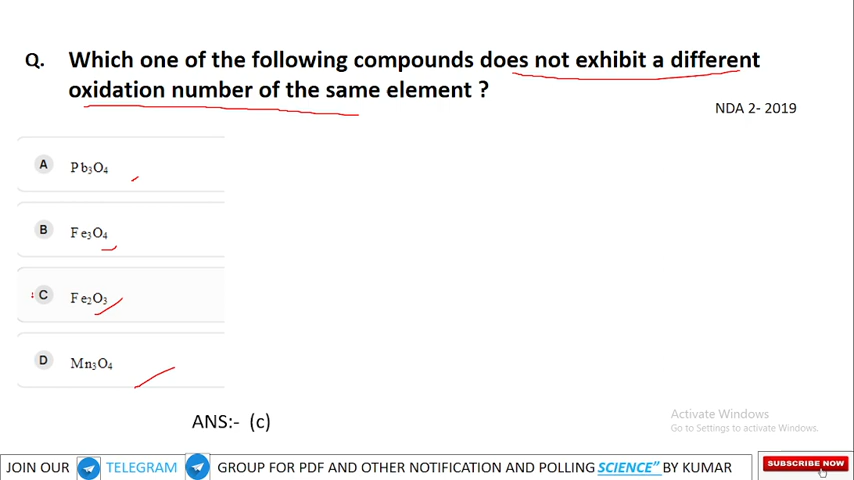 Q. Which one of the following compounds does not exhibit a different
oxidation number of the same element ?
NDA 2- 2019
A Pb₃O₄
B Fe₃O₄
C Fe₂O₃
D Mn₃O₄
ANS:- (c)
Activate Windows
Go to Settings to activate Windows.
JOIN OUR TELEGRAM GROUP FOR PDF AND OTHER NOTIFICATION AND POLLING SCIENCE” BY KUMAR
SUBSCRIBE NOW